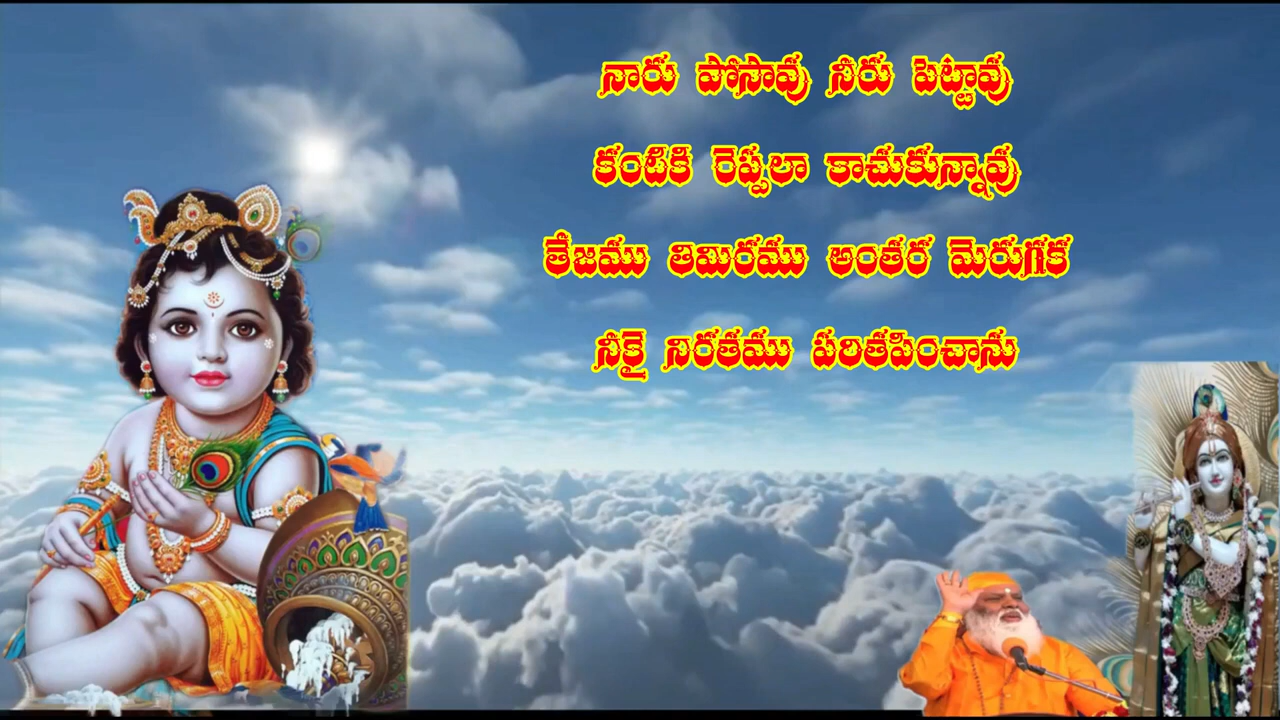 నారు పోసావు నీరు పెట్టావు
కంటికి రెప్పలా కాచుకున్నావు
తేజము తిమిరము అంతర మెరుగక
నీకై నిరతము పరితపించాను